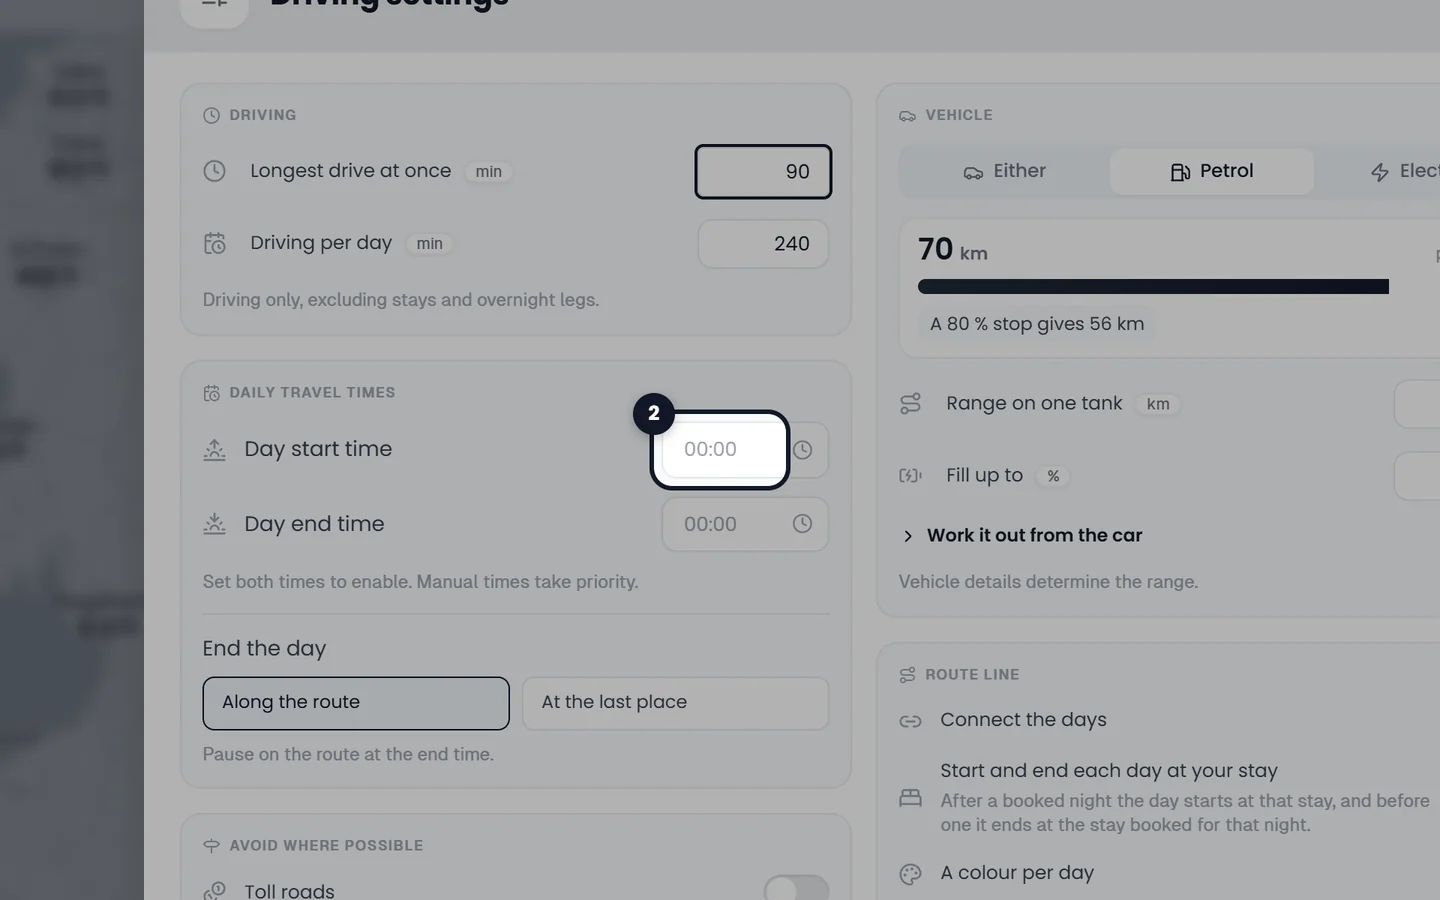 Driving settings
DRIVING
Longest drive at once min 90
Driving per day min 240
Driving only, excluding stays and overnight legs.
DAILY TRAVEL TIMES
2
Day start time 00:00
Day end time 00:00
Set both times to enable. Manual times take priority.
End the day
Along the route
At the last place
Pause on the route at the end time.
AVOID WHERE POSSIBLE
Toll roads
VEHICLE
Either
Petrol
Elect
70 km
A 80 % stop gives 56 km
Range on one tank km
Fill up to %
Work it out from the car
Vehicle details determine the range.
ROUTE LINE
Connect the days
Start and end each day at your stay
After a booked night the day starts at that stay, and before
one it ends at the stay booked for that night.
A colour per day